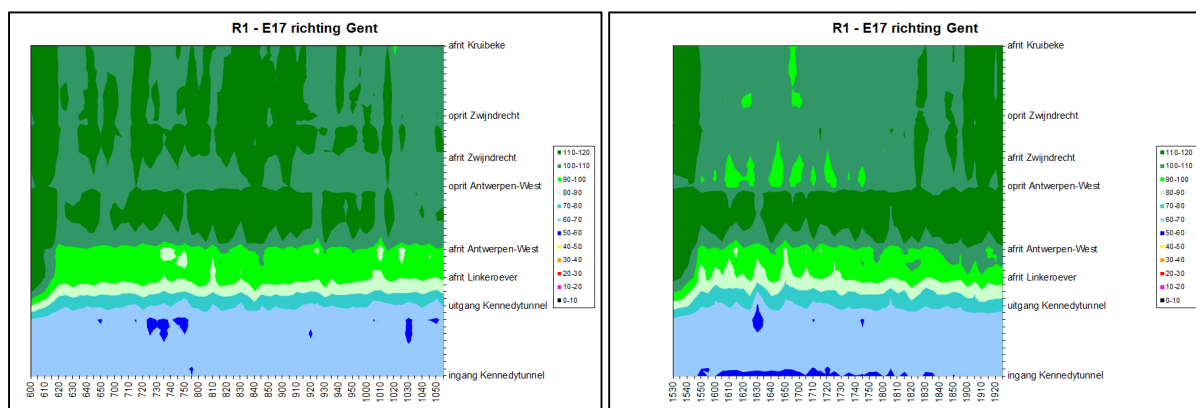 R1 - E17 richting Gent
afrit Kruibeke
oprit Zwijndrecht
afrit Zwijndrecht
oprit Antwerpen-West
afrit Antwerpen-West
afrit Linkeroever
uitgang Kennedytunnel
ingang Kennedytunnel
110-120
100-110
90-100
80-90
70-80
60-70
50-60
40-50
30-40
20-30
10-20
0-10
600 610 620 630 640 650 700 710 720 730 740 750 800 810 820 830 840 850 900 910 920 930 940 950 1000 1010 1020 1030 1040 1050
R1 - E17 richting Gent
afrit Kruibeke
oprit Zwijndrecht
afrit Zwijndrecht
oprit Antwerpen-West
afrit Antwerpen-West
afrit Linkeroever
uitgang Kennedytunnel
ingang Kennedytunnel
110-120
100-110
90-100
80-90
70-80
60-70
50-60
40-50
30-40
20-30
10-20
0-10
1530 1540 1550 1600 1610 1620 1630 1640 1650 1700 1710 1720 1730 1740 1750 1800 1810 1820 1830 1840 1850 1900 1910 1920